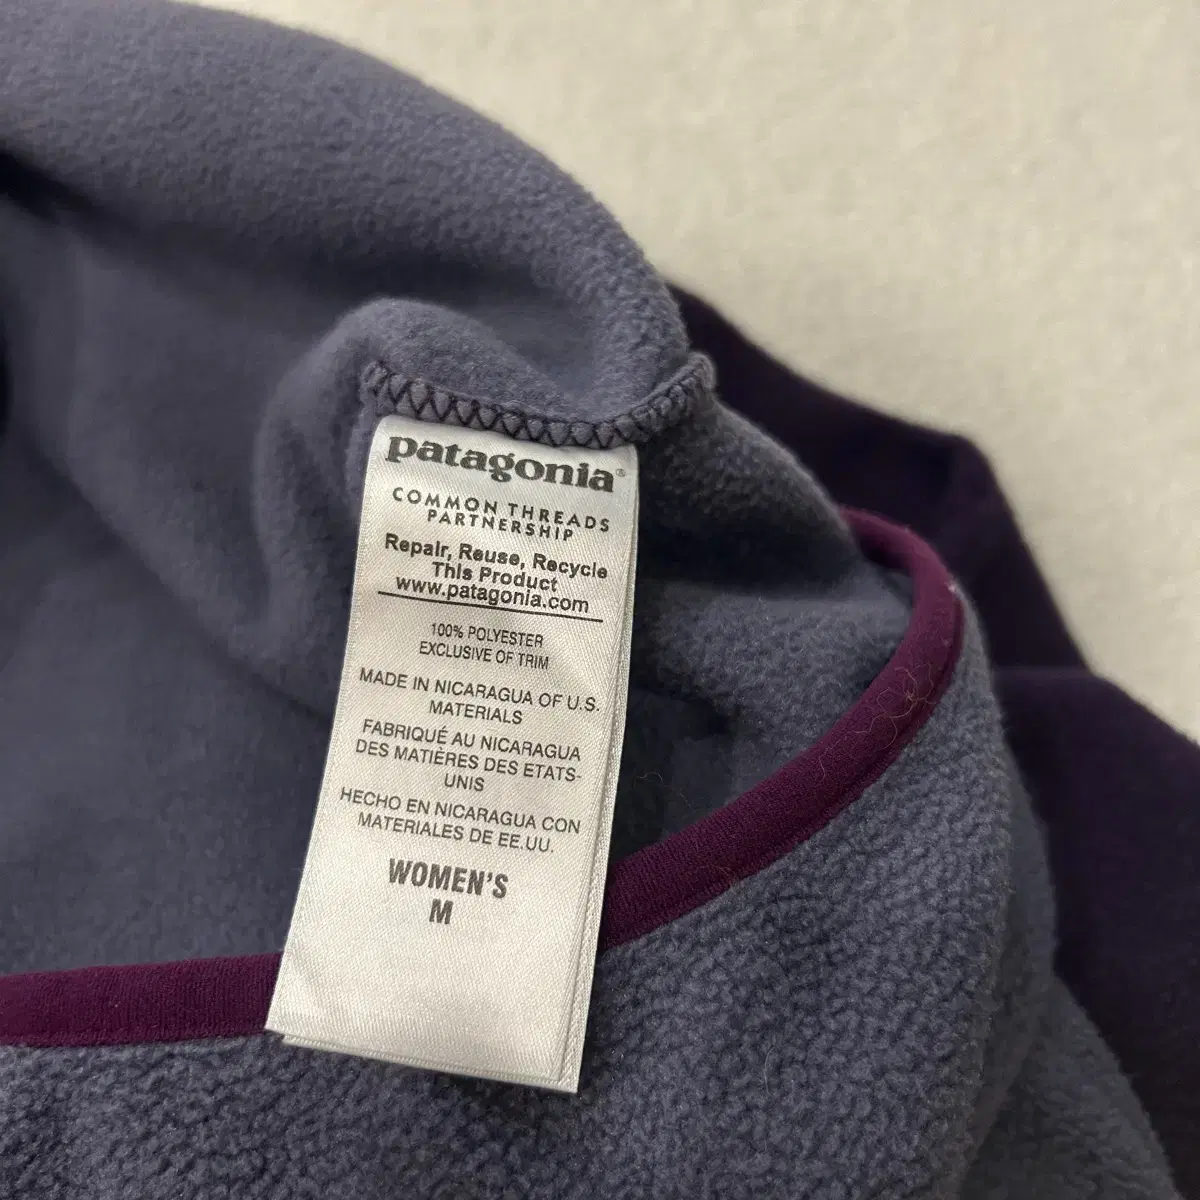 patagonia®
COMMON THREADS
PARTNERSHIP
Repair, Reuse, Recycle
This Product
www.patagonia.com
100% POLYESTER
EXCLUSIVE OF TRIM
MADE IN NICARAGUA OF U.S.
MATERIALS
FABRIQUÉ AU NICARAGUA
DES MATIÈRES DES ETATS-
UNIS
HECHO EN NICARAGUA CON
MATERIALES DE EE.UU.
WOMEN'S
M